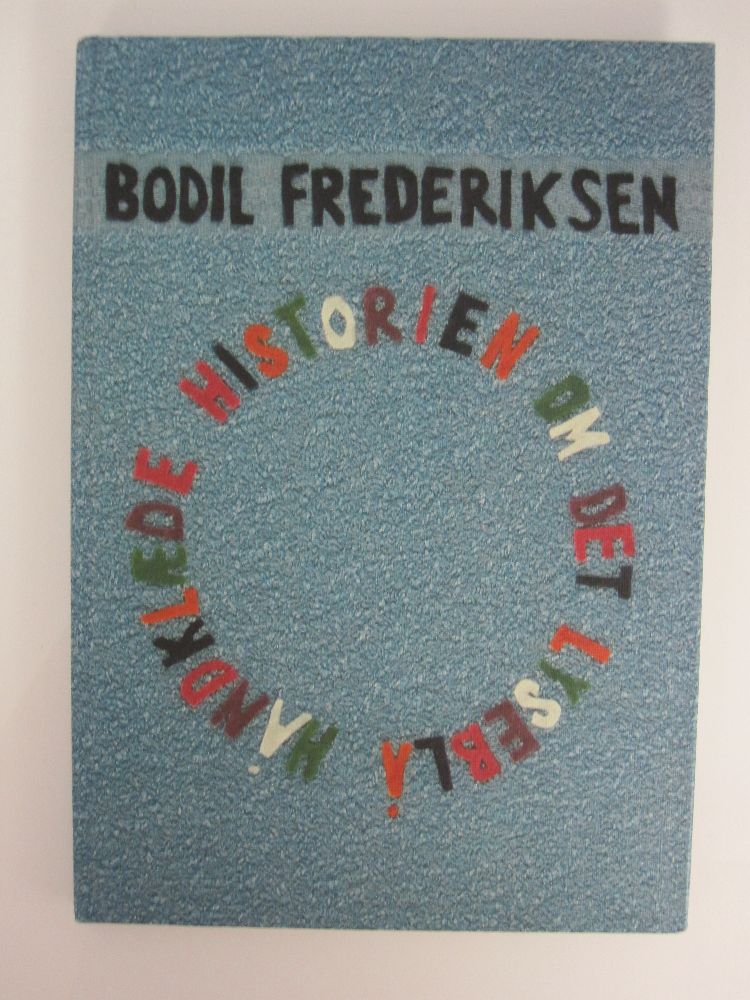 BODIL FREDERIKSEN
HISTORIEN OM DET LYSEBLÅ HÅNDKLÆDE